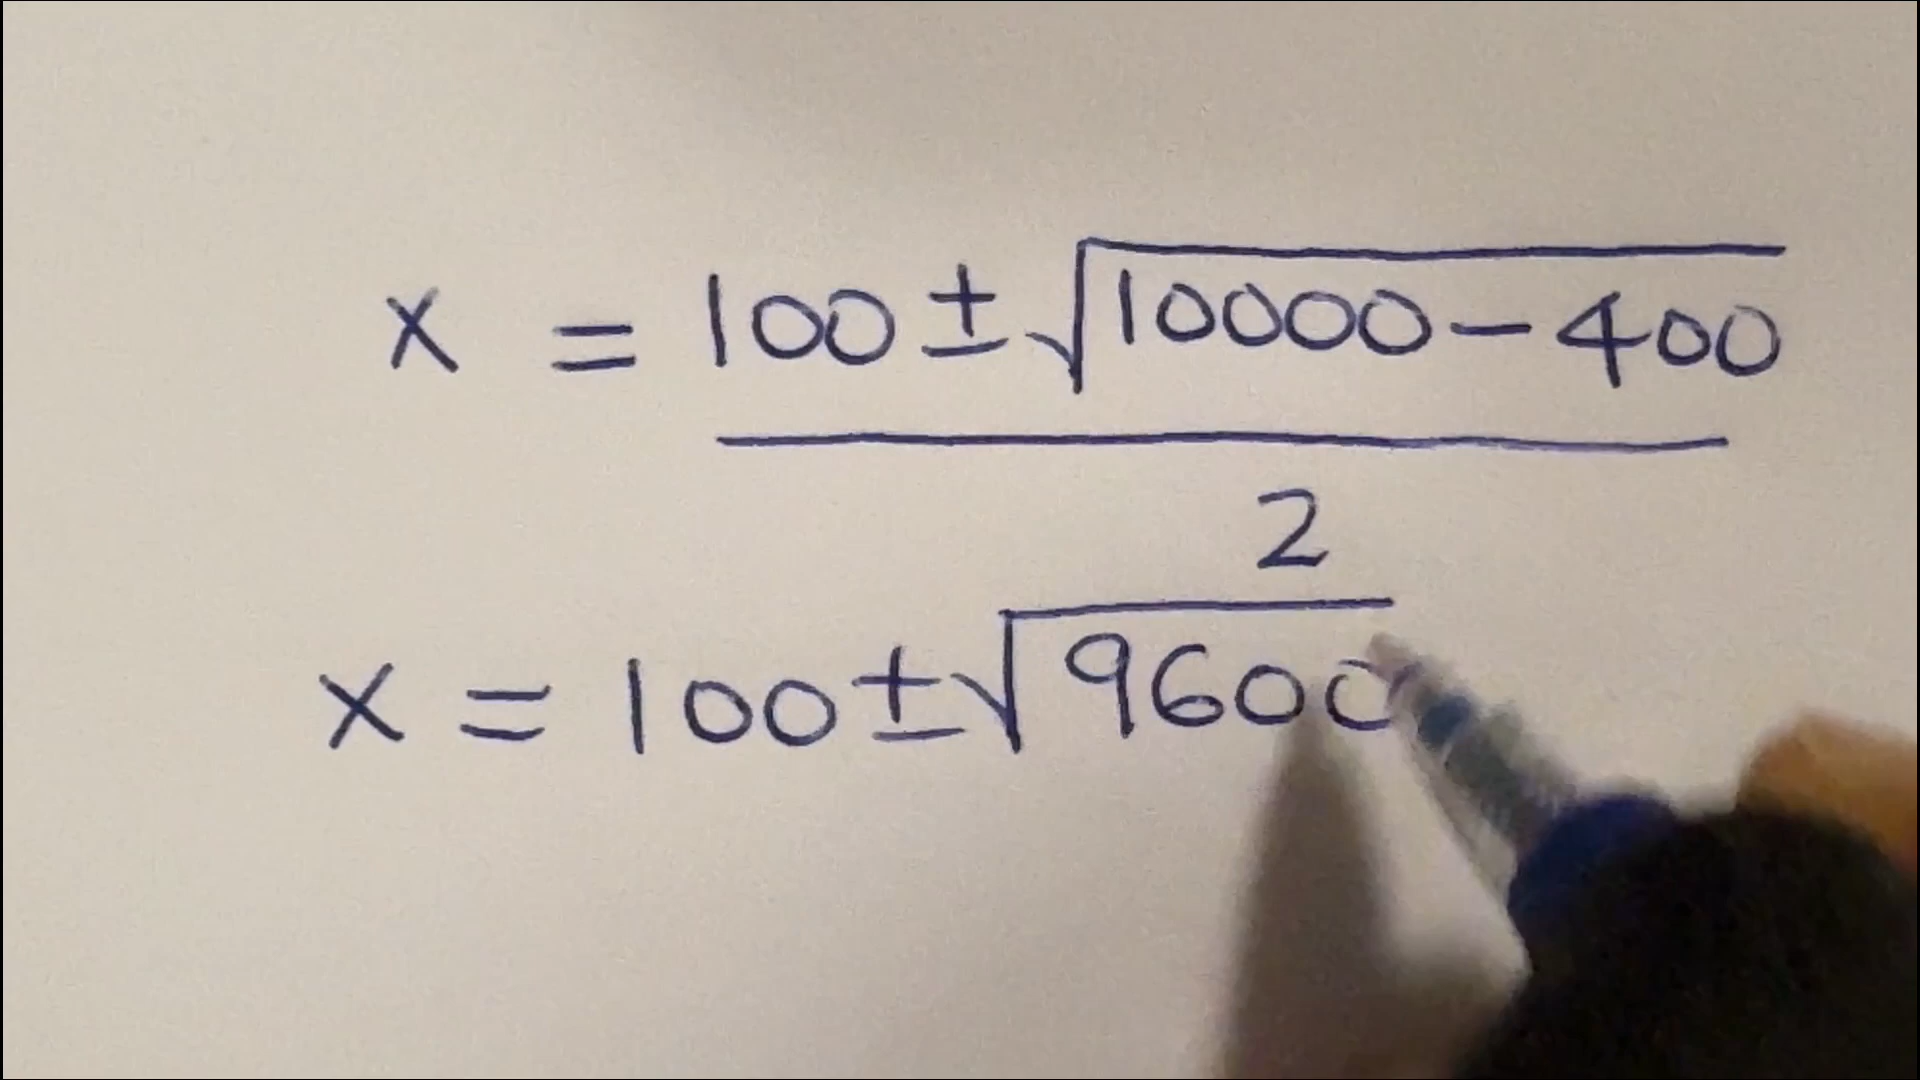 x = 100 ± √10000 - 400
2
x = 100 ± √9600